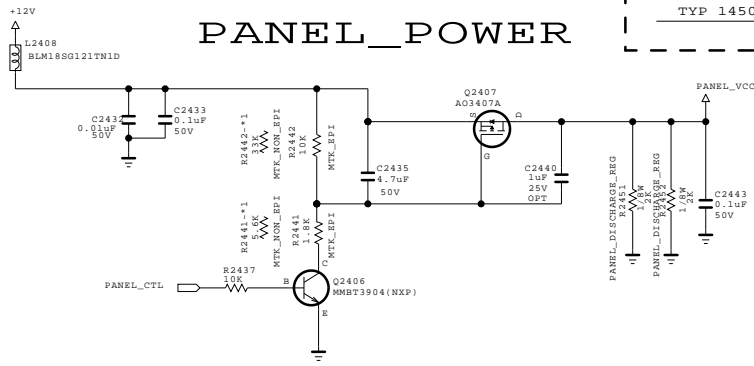 +12V
PANEL_POWER
TYP 1450
L2408
BLM18SG121TN1D
Q2407
AO3407A
PANEL_VCC
S
D
G
C2432
0.01uF
50V
C2433
0.1uF
50V
R2442-*1
33K
MTK_NON_EPI
R2442
10K
MTK_EPI
C2435
4.7uF
50V
C2440
1uF
25V
OPT
PANEL_DISCHARGE_REG
R2451
1/8W
2K
PANEL_DISCHARGE_REG
R2452
1/8W
2K
C2443
0.1uF
50V
R2441-*1
5.6K
MTK_NON_EPI
R2441
1.8K
MTK_EPI
PANEL_CTL
R2437
10K
B
C
E
Q2406
MMBT3904(NXP)